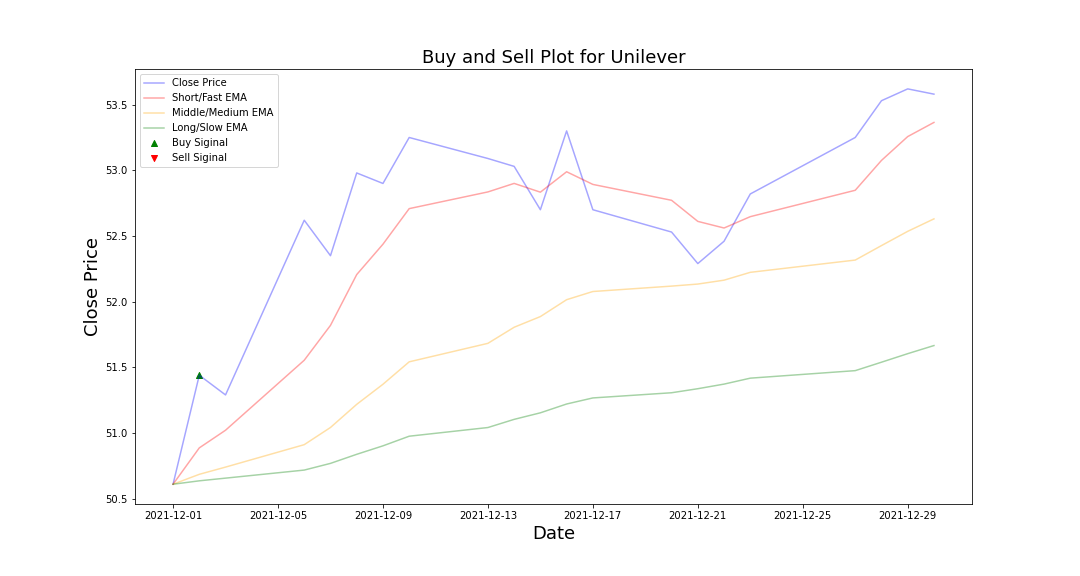 Buy and Sell Plot for Unilever
Close Price
Short/Fast EMA
Middle/Medium EMA
Long/Slow EMA
Buy Siginal
Sell Siginal
53.5
53.0
52.5
52.0
51.5
51.0
50.5
Close Price
2021-12-01 2021-12-05 2021-12-09 2021-12-13 2021-12-17 2021-12-21 2021-12-25 2021-12-29
Date